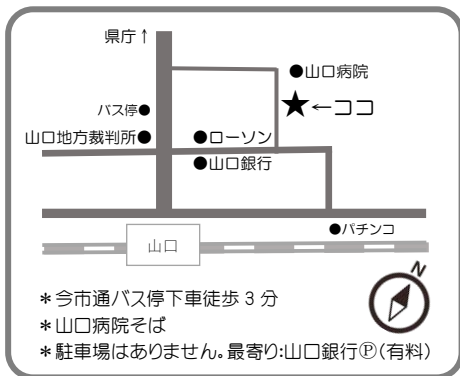 県庁↑
●山口病院
★←ココ
バス停●
山口地方裁判所●
●ローソン
●山口銀行
●パチンコ
山口
N
＊今市通バス停下車徒歩3分
＊山口病院そば
＊駐車場はありません。最寄り:山口銀行Ⓟ(有料)